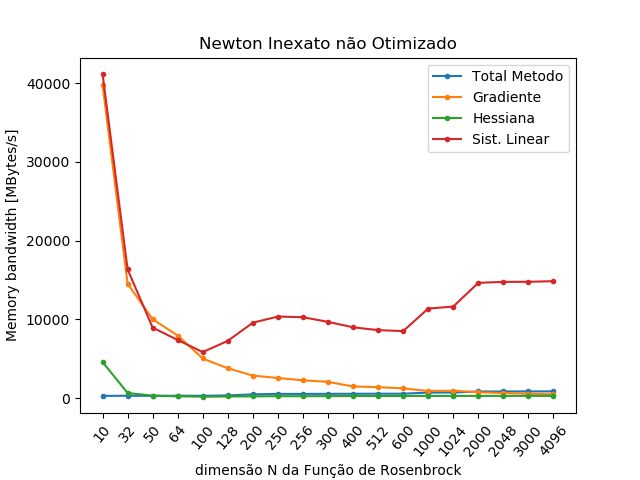 Newton Inexato não Otimizado
Total Metodo
Gradiente
Hessiana
Sist. Linear
Memory bandwidth [MBytes/s]
40000
30000
20000
10000
0
10 32 50 64 100 128 200 250 256 300 400 512 600 1000 1024 2000 2048 3000 4096
dimensão N da Função de Rosenbrock